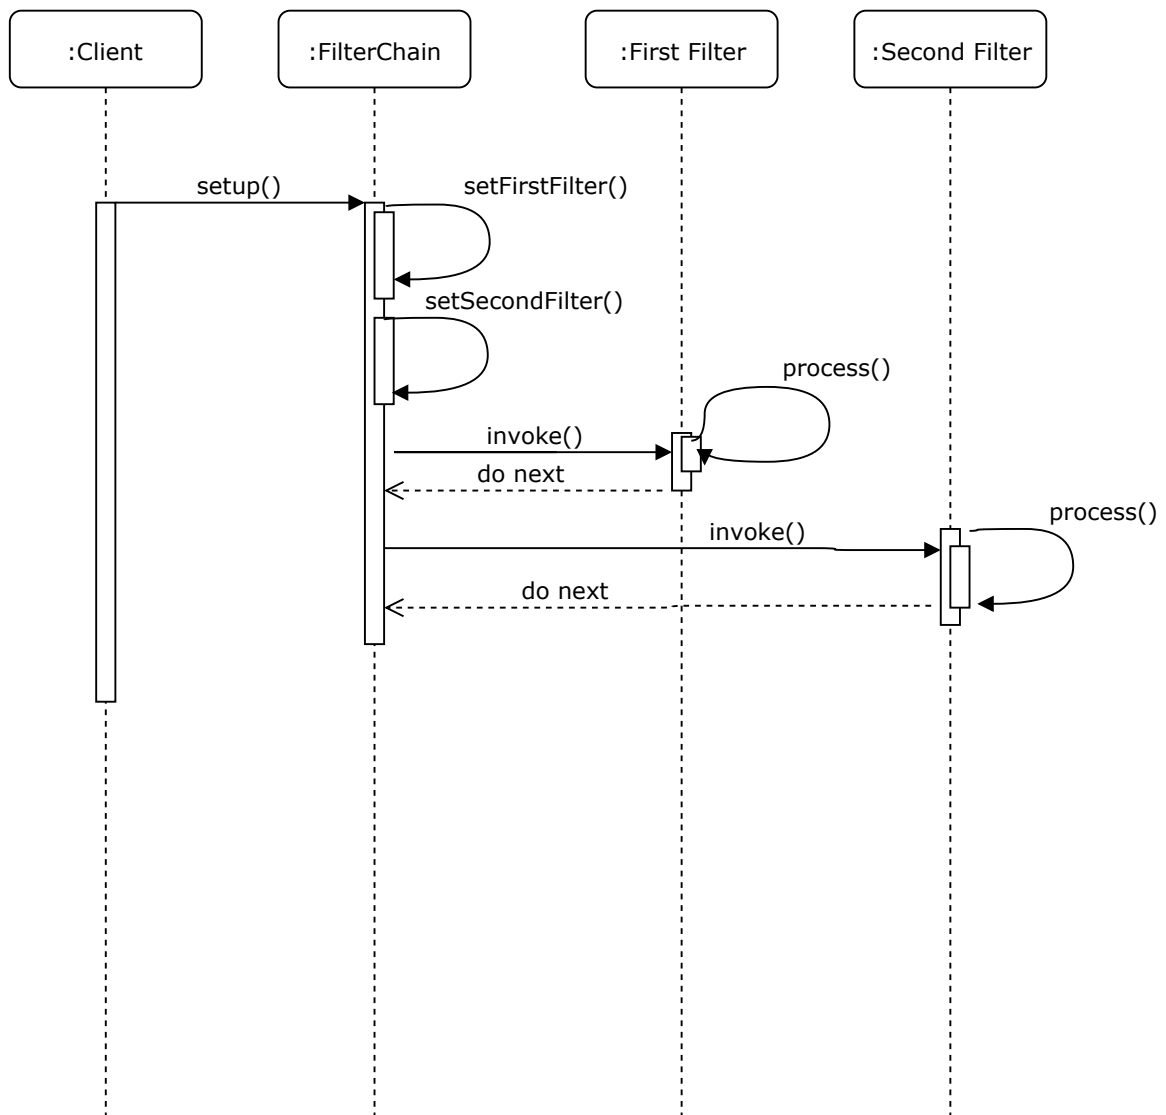 :Client
:FilterChain
:First Filter
:Second Filter
setup()
setFirstFilter()
setSecondFilter()
process()
invoke()
do next
process()
invoke()
do next